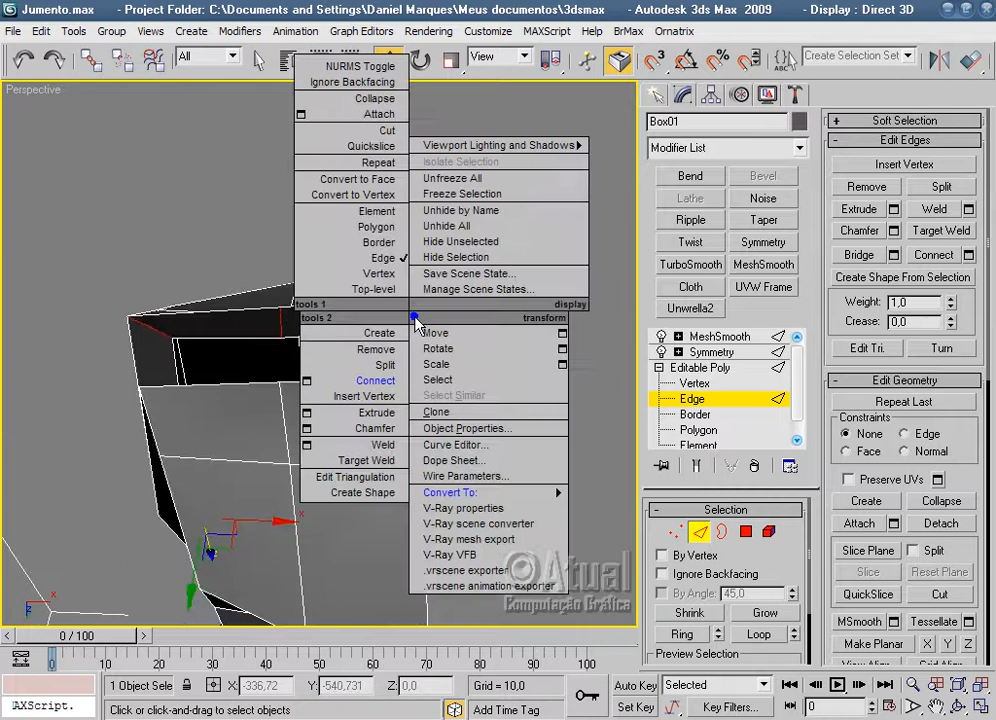 Jumento.max - Project Folder: C:\Documents and Settings\Daniel Marques\Meus documentos\3dsmax - Autodesk 3ds Max 2009 - Display : Direct 3D
File Edit Tools Group Views Create Modifiers Animation Graph Editors Rendering Customize MAXScript Help BrMax Ornatrix
All View Create Selection Set
Perspective
NURMS Toggle
Ignore Backfacing
Collapse
Attach
Cut
Quickslice
Repeat
Convert to Face
Convert to Vertex
Element
Polygon
Border
Edge
Vertex
Top-level
tools 1
Viewport Lighting and Shadows
Isolate Selection
Unfreeze All
Freeze Selection
Unhide by Name
Unhide All
Hide Unselected
Hide Selection
Save Scene State...
Manage Scene States...
display
tools 2
Create
Remove
Split
Connect
Insert Vertex
Extrude
Chamfer
Weld
Target Weld
Edit Triangulation
Create Shape
transform
Move
Rotate
Scale
Select
Select Similar
Clone
Object Properties...
Curve Editor...
Dope Sheet...
Wire Parameters...
Convert To:
V-Ray properties
V-Ray scene converter
V-Ray mesh export
V-Ray VFB
.vrscene exporter
.vrscene animation exporter
Atual
Computação Gráfica
x
z
Box01
Modifier List
Bend Bevel
Lathe Noise
Ripple Taper
Twist Symmetry
TurboSmooth MeshSmooth
Cloth UVW Frame
Unwrella2
MeshSmooth
Symmetry
Editable Poly
Vertex
Edge
Border
Polygon
Element
- Selection
By Vertex
Ignore Backfacing
By Angle: 45,0
Shrink Grow
Ring Loop
Preview Selection
+ Soft Selection
- Edit Edges
Insert Vertex
Remove Split
Extrude Weld
Chamfer Target Weld
Bridge Connect
Create Shape From Selection
Weight: 1,0
Crease: 0,0
Edit Tri. Turn
- Edit Geometry
Repeat Last
Constraints
None Edge
Face Normal
Preserve UVs
Create Collapse
Attach Detach
Slice Plane Split
Slice Reset Plane
QuickSlice Cut
MSmooth Tessellate
Make Planar X Y Z
View Align Grid Align
< 0 / 100 >
0 10 20 30 40 50 60 70 80 90 100
1 Object Sele X: -336,72 Y: -540,731 Z: 0,0 Grid = 10,0
AXScript. Click or click-and-drag to select objects Add Time Tag
Auto Key Selected
Set Key Key Filters... 0